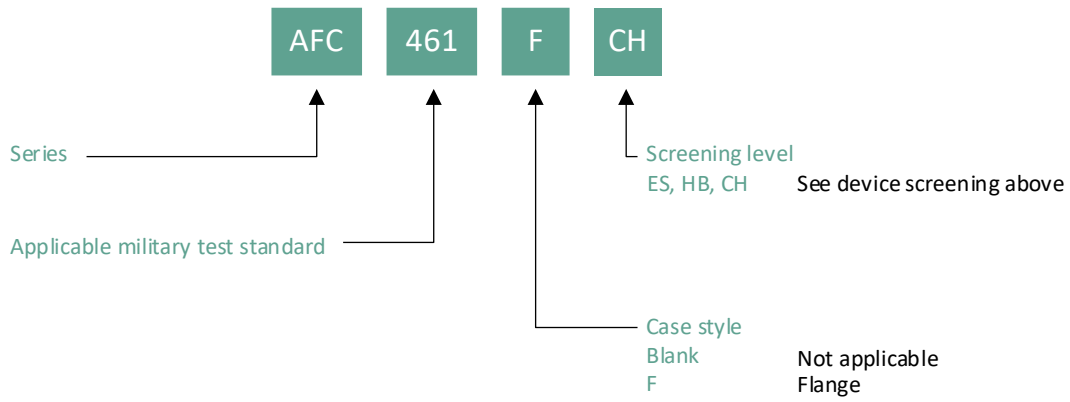 AFC 461 F CH
Series
Screening level
ES, HB, CH See device screening above
Applicable military test standard
Case style
Blank Not applicable
F Flange